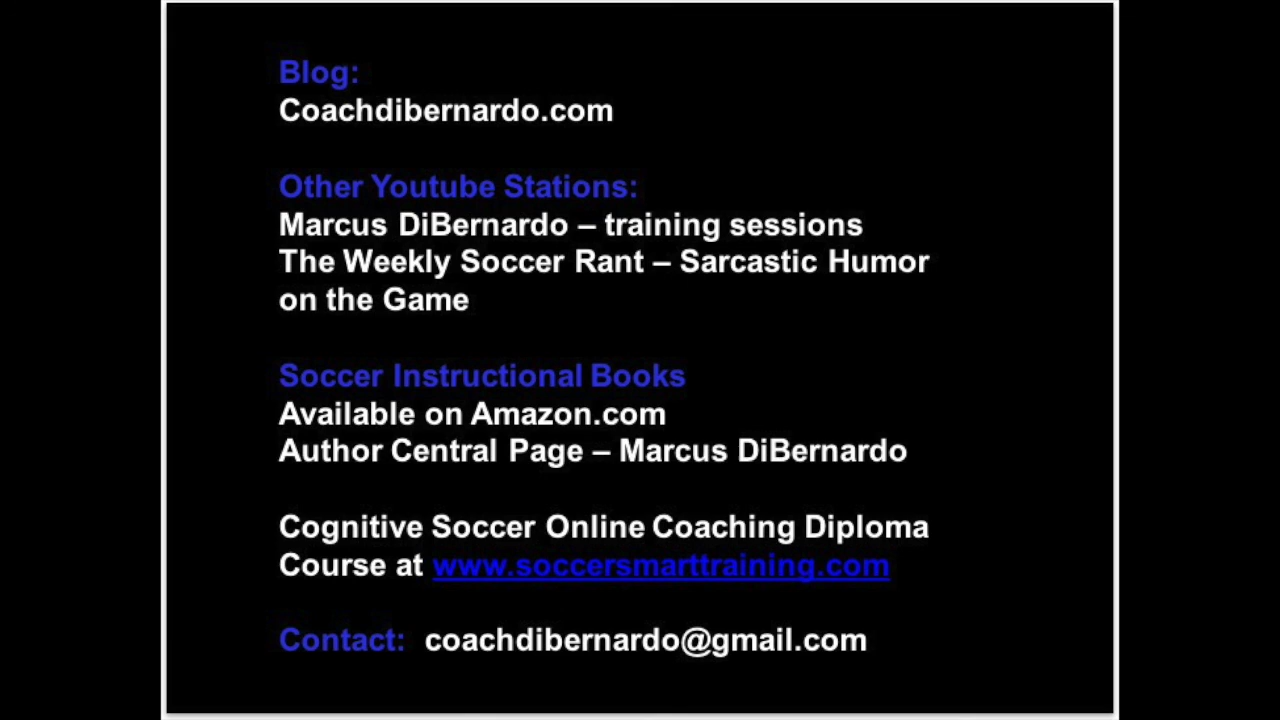 Blog:
Coachdibernardo.com
Other Youtube Stations:
Marcus DiBernardo – training sessions
The Weekly Soccer Rant – Sarcastic Humor
on the Game
Soccer Instructional Books
Available on Amazon.com
Author Central Page – Marcus DiBernardo
Cognitive Soccer Online Coaching Diploma
Course at www.soccersmarttraining.com
Contact: coachdibernardo@gmail.com